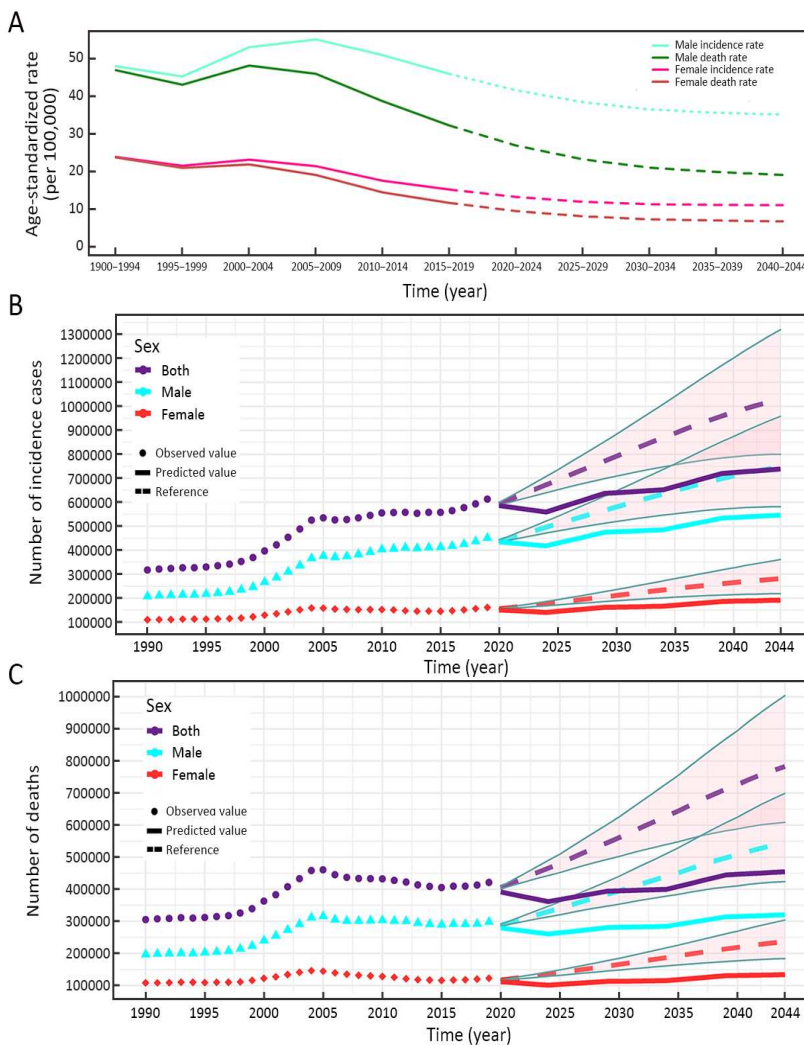 A
Age-standardized rate
(per 100,000)
50
40
30
20
10
0
Male incidence rate
Male death rate
Female incidence rate
Female death rate
1900–1994 1995–1999 2000–2004 2005–2009 2010–2014 2015–2019 2020–2024 2025–2029 2030–2034 2035–2039 2040–2044
Time (year)
B
Number of incidence cases
1300000
1200000
1100000
1000000
900000
800000
700000
600000
500000
400000
300000
200000
100000
Sex
Both
Male
Female
Observed value
Predicted value
Reference
1990 1995 2000 2005 2010 2015 2020 2025 2030 2035 2040 2044
Time (year)
C
Number of deaths
1000000
900000
800000
700000
600000
500000
400000
300000
200000
100000
Sex
Both
Male
Female
Observed value
Predicted value
Reference
1990 1995 2000 2005 2010 2015 2020 2025 2030 2035 2040 2044
Time (year)